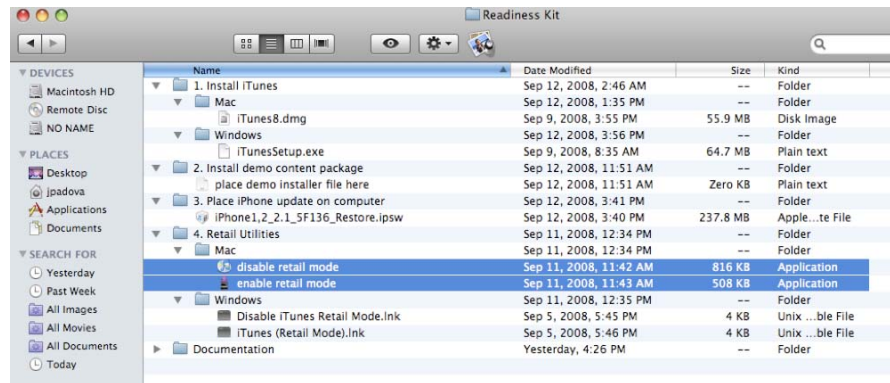 Readiness Kit
Name Date Modified Size Kind
DEVICES
Macintosh HD
Remote Disc
NO NAME
PLACES
Desktop
jpadova
Applications
Documents
SEARCH FOR
Yesterday
Past Week
All Images
All Movies
All Documents
Today
1. Install iTunes Sep 12, 2008, 2:46 AM -- Folder
Mac Sep 12, 2008, 1:35 PM -- Folder
iTunes8.dmg Sep 9, 2008, 3:55 PM 55.9 MB Disk Image
Windows Sep 12, 2008, 3:56 PM -- Folder
iTunesSetup.exe Sep 9, 2008, 8:35 AM 64.7 MB Plain text
2. Install demo content package Sep 12, 2008, 11:51 AM -- Folder
place demo installer file here Sep 12, 2008, 11:51 AM Zero KB Plain text
3. Place iPhone update on computer Sep 12, 2008, 3:41 PM -- Folder
iPhone1,2_2.1_5F136_Restore.ipsw Sep 12, 2008, 3:40 PM 237.8 MB Apple...te File
4. Retail Utilities Sep 11, 2008, 12:34 PM -- Folder
Mac Sep 11, 2008, 12:34 PM -- Folder
disable retail mode Sep 11, 2008, 11:42 AM 816 KB Application
enable retail mode Sep 11, 2008, 11:43 AM 508 KB Application
Windows Sep 11, 2008, 12:35 PM -- Folder
Disable iTunes Retail Mode.lnk Sep 5, 2008, 5:45 PM 4 KB Unix ...ble File
iTunes (Retail Mode).lnk Sep 5, 2008, 5:46 PM 4 KB Unix ...ble File
Documentation Yesterday, 4:26 PM -- Folder